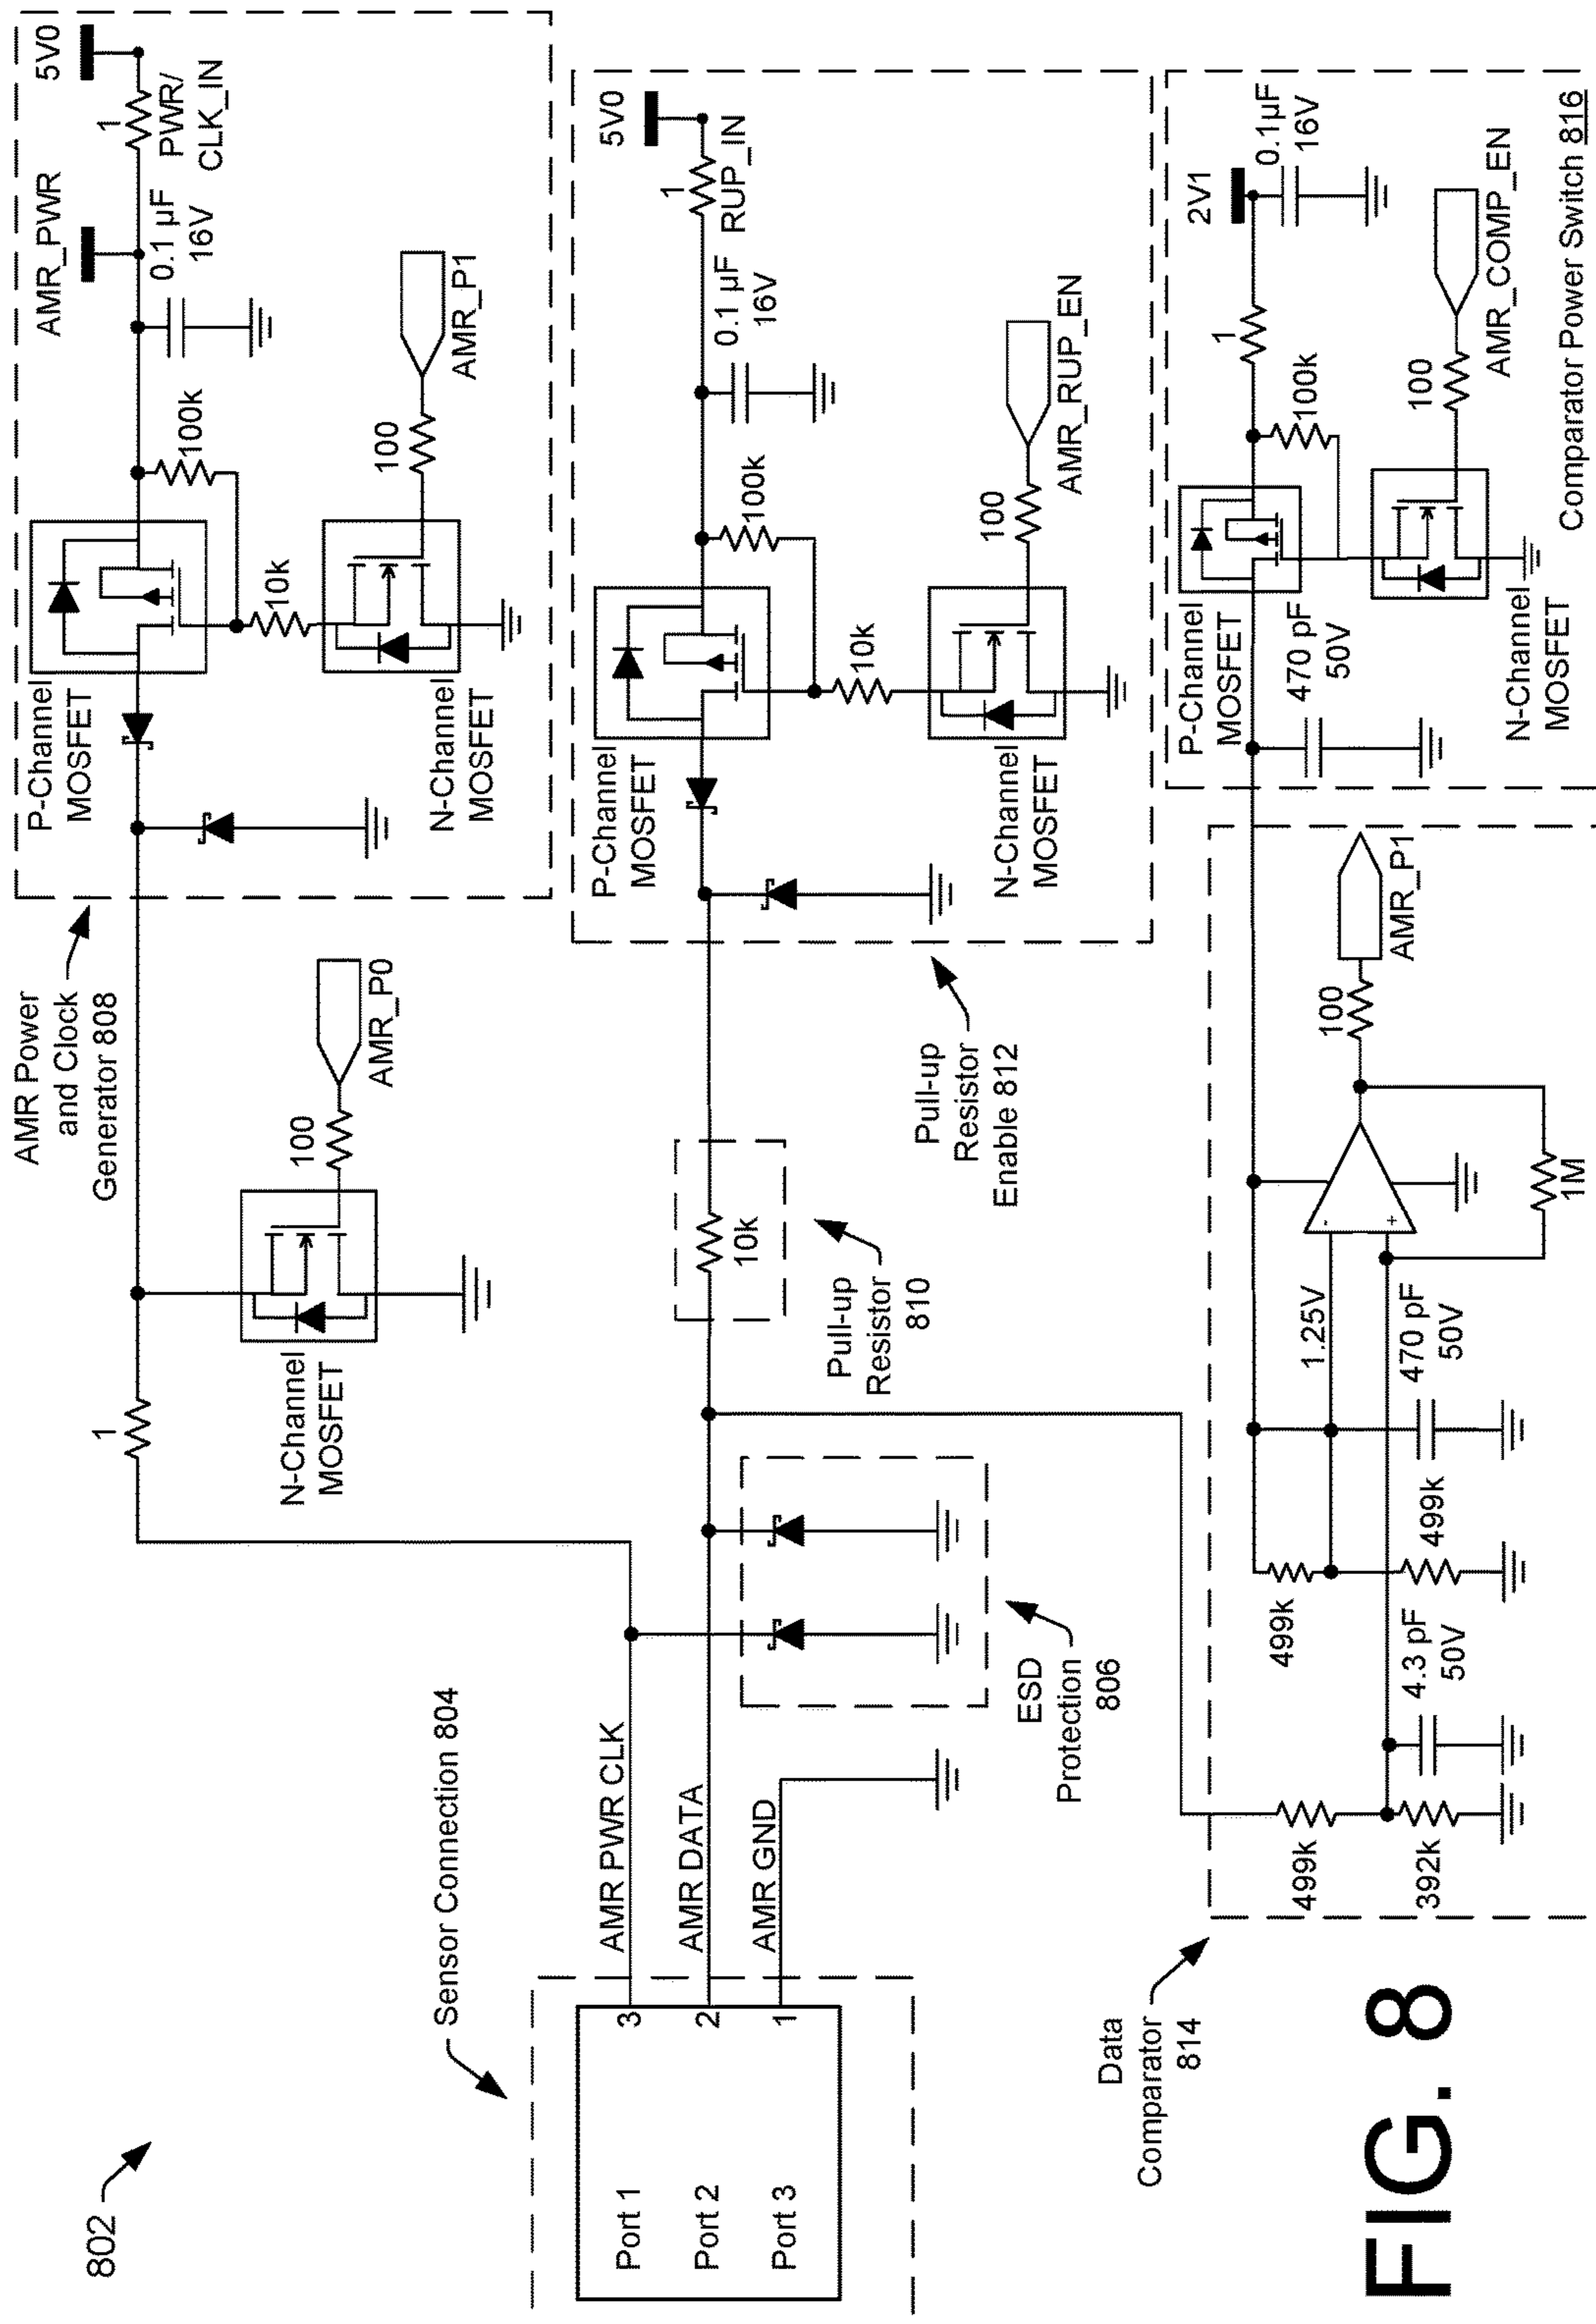 802
Sensor Connection 804
Port 1
Port 2
Port 3
3
2
1
AMR PWR CLK
AMR DATA
AMR GND
ESD
Protection
806
1
N-Channel
MOSFET
100
AMR_P0
AMR Power
and Clock
Generator 808
P-Channel
MOSFET
10k
100k
N-Channel
MOSFET
100
AMR_P1
AMR_PWR
0.1 µF
16V
1
PWR/
CLK_IN
5V0
Pull-up
Resistor
810
10k
Pull-up
Resistor
Enable 812
P-Channel
MOSFET
10k
100k
N-Channel
MOSFET
100
AMR_RUP_EN
0.1 µF
16V
1
RUP_IN
5V0
Data
Comparator
814
499k
392k
4.3 pF
50V
499k
499k
470 pF
50V
1.25V
-
+
1M
100
AMR_P1
470 pF
50V
P-Channel
MOSFET
N-Channel
MOSFET
100k
1
100
AMR_COMP_EN
2V1
0.1µF
16V
Comparator Power Switch 816
FIG. 8